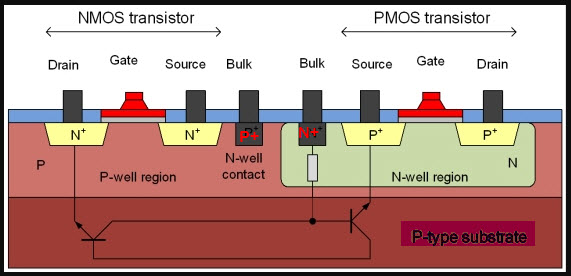 NMOS transistor
PMOS transistor
Drain
Gate
Source
Bulk
Bulk
Source
Gate
Drain
N+
N+
P+
N+
P+
P+
P
P-well region
N-well
contact
N-well region
N
P-type substrate